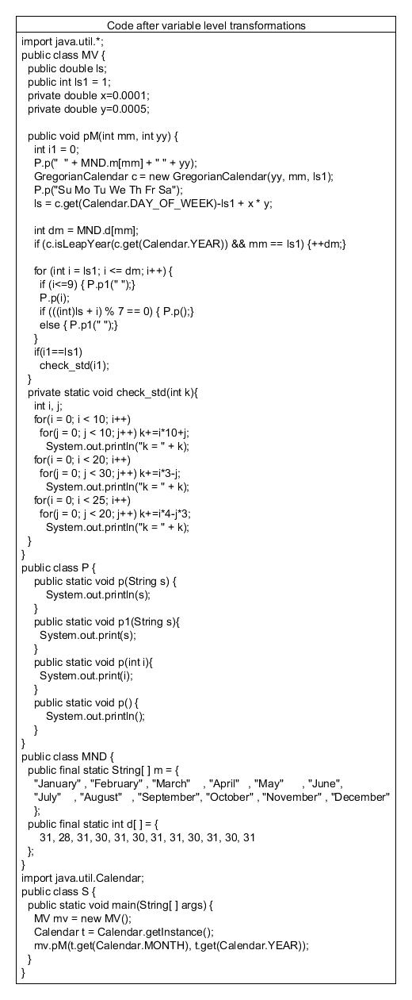 Code after variable level transformations
import java.util.*;
public class MV {
public double ls;
public int ls1 = 1;
private double x=0.0001;
private double y=0.0005;
public void pM(int mm, int yy) {
int i1 = 0;
P.p("  " + MND.m[mm] + " " + yy);
GregorianCalendar c = new GregorianCalendar(yy, mm, ls1);
P.p("Su Mo Tu We Th Fr Sa");
ls = c.get(Calendar.DAY_OF_WEEK)-ls1 + x * y;
int dm = MND.d[mm];
if (c.isLeapYear(c.get(Calendar.YEAR)) && mm == ls1) {++dm;}
for (int i = ls1; i <= dm; i++) {
if (i<=9) { P.p1(" ");}
P.p(i);
if (((int)ls + i) % 7 == 0) { P.p();}
else { P.p1(" ");}
}
if(i1==ls1)
check_std(i1);
}
private static void check_std(int k){
int i, j;
for(i = 0; i < 10; i++)
for(j = 0; j < 10; j++) k+=i*10+j;
System.out.println("k = " + k);
for(i = 0; i < 20; i++)
for(j = 0; j < 30; j++) k+=i*3-j;
System.out.println("k = " + k);
for(i = 0; i < 25; i++)
for(j = 0; j < 20; j++) k+=i*4-j*3;
System.out.println("k = " + k);
}
}
public class P {
public static void p(String s) {
System.out.println(s);
}
public static void p1(String s){
System.out.print(s);
}
public static void p(int i){
System.out.print(i);
}
public static void p() {
System.out.println();
}
}
public class MND {
public final static String[ ] m = {
"January" , "February" , "March"    , "April"   , "May"      , "June",
"July"    , "August"   , "September", "October" , "November" , "December"
};
public final static int d[ ] = {
31, 28, 31, 30, 31, 30, 31, 31, 30, 31, 30, 31
};
}
import java.util.Calendar;
public class S {
public static void main(String[ ] args) {
MV mv = new MV();
Calendar t = Calendar.getInstance();
mv.pM(t.get(Calendar.MONTH), t.get(Calendar.YEAR));
}
}